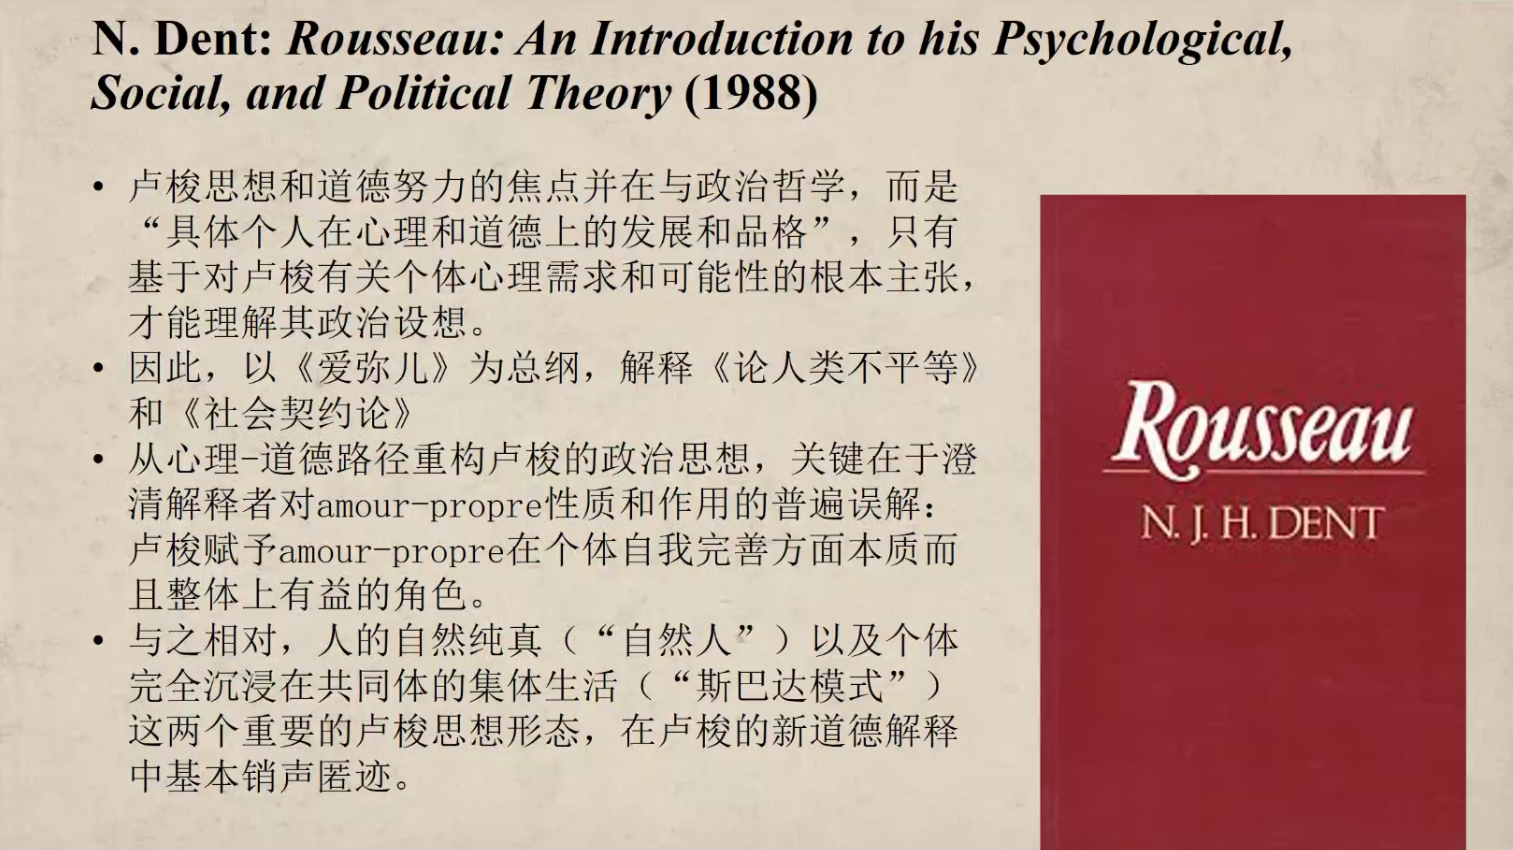 N. Dent: Rousseau: An Introduction to his Psychological,
Social, and Political Theory (1988)
• 卢梭思想和道德努力的焦点并在与政治哲学，而是
“具体个人在心理和道德上的发展和品格”，只有
基于对卢梭有关个体心理需求和可能性的根本主张，
才能理解其政治设想。
• 因此，以《爱弥儿》为总纲，解释《论人类不平等》
和《社会契约论》
• 从心理-道德路径重构卢梭的政治思想，关键在于澄
清解释者对amour-propre性质和作用的普遍误解：
卢梭赋予amour-propre在个体自我完善方面本质而
且整体上有益的角色。
• 与之相对，人的自然纯真（“自然人”）以及个体
完全沉浸在共同体的集体生活（“斯巴达模式”）
这两个重要的卢梭思想形态，在卢梭的新道德解释
中基本销声匿迹。
Rousseau
N. J. H. DENT